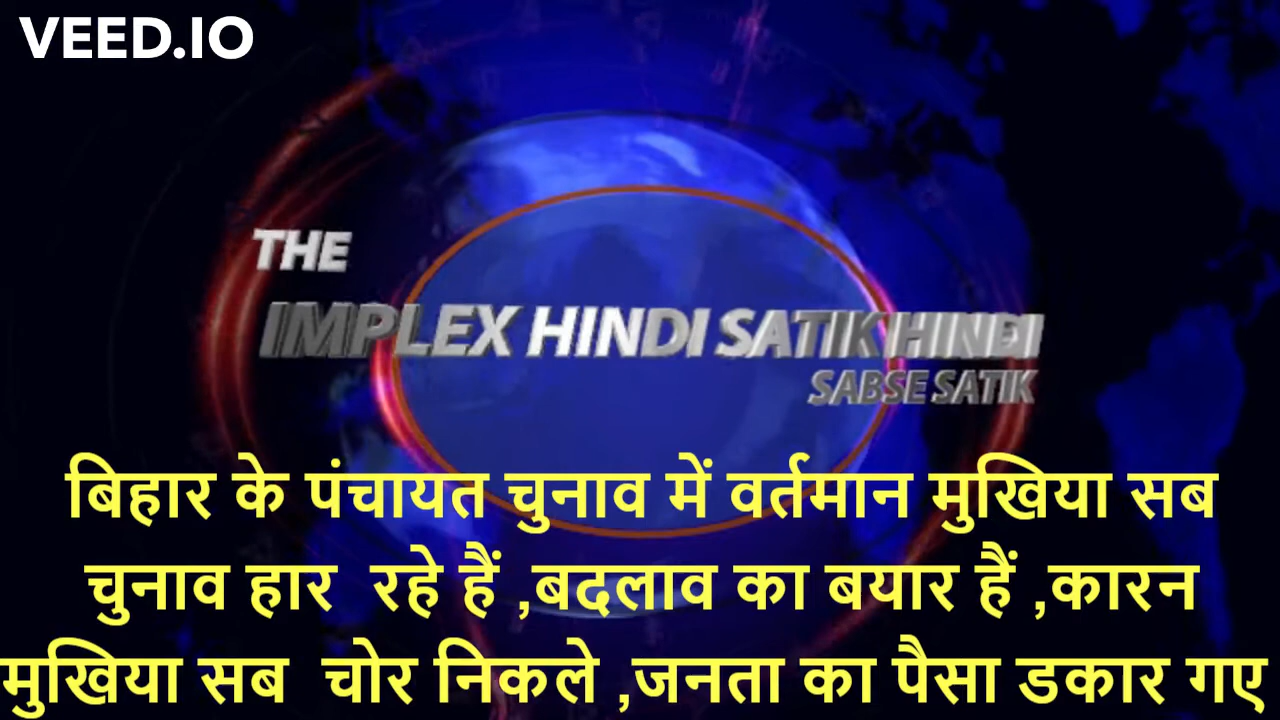 VEED.IO
THE
IMPLEX HINDI SATIK HINDI
SABSE SATIK
बिहार के पंचायत चुनाव में वर्तमान मुखिया सब
चुनाव हार रहे हैं ,बदलाव का बयार हैं ,कारन
मुखिया सब चोर निकले ,जनता का पैसा डकार गए